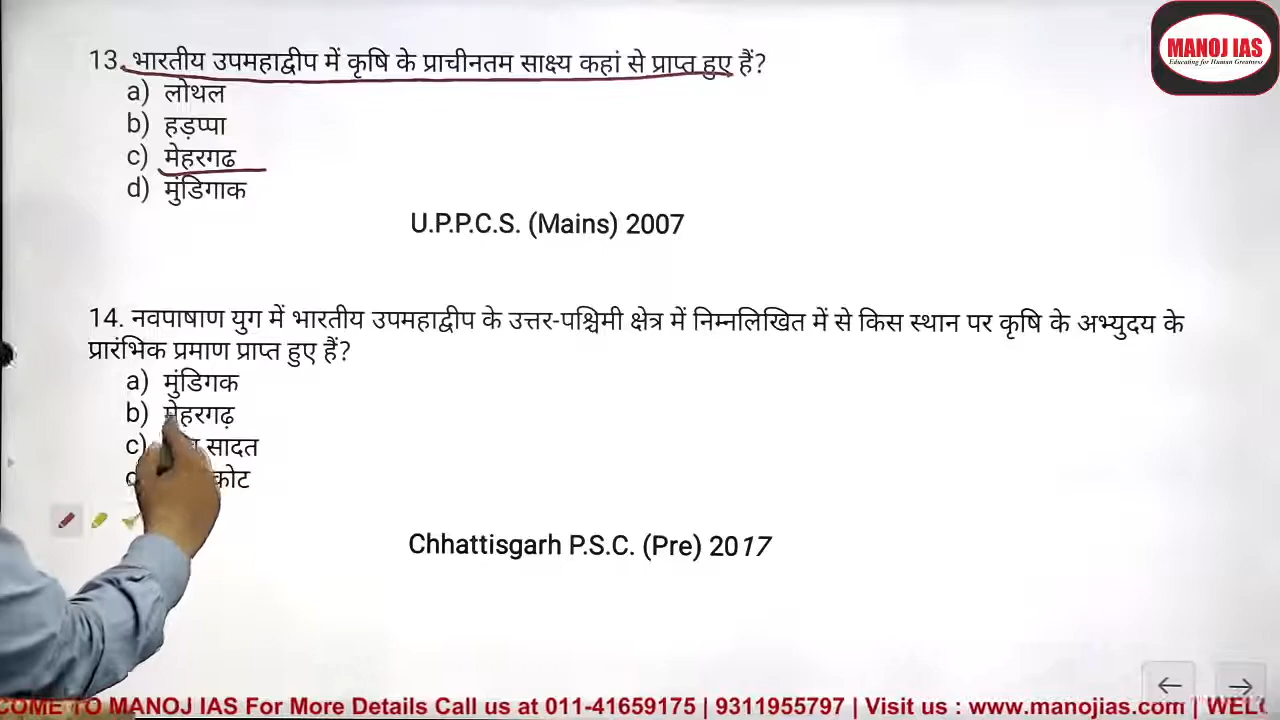 MANOJ IAS
Educating for Human Greatness
13. भारतीय उपमहाद्वीप में कृषि के प्राचीनतम साक्ष्य कहां से प्राप्त हुए हैं?
a) लोथल
b) हड़प्पा
c) मेहरगढ
d) मुंडिगाक
U.P.P.C.S. (Mains) 2007
14. नवपाषाण युग में भारतीय उपमहाद्वीप के उत्तर-पश्चिमी क्षेत्र में निम्नलिखित में से किस स्थान पर कृषि के अभ्युदय के
प्रारंभिक प्रमाण प्राप्त हुए हैं?
a) मुंडिगक
b) मेहरगढ़
c) सादत
कोट
Chhattisgarh P.S.C. (Pre) 2017
TO MANOJ IAS For More Details Call us at 011-41659175 | 9311955797 | Visit us : www.manojias.com |